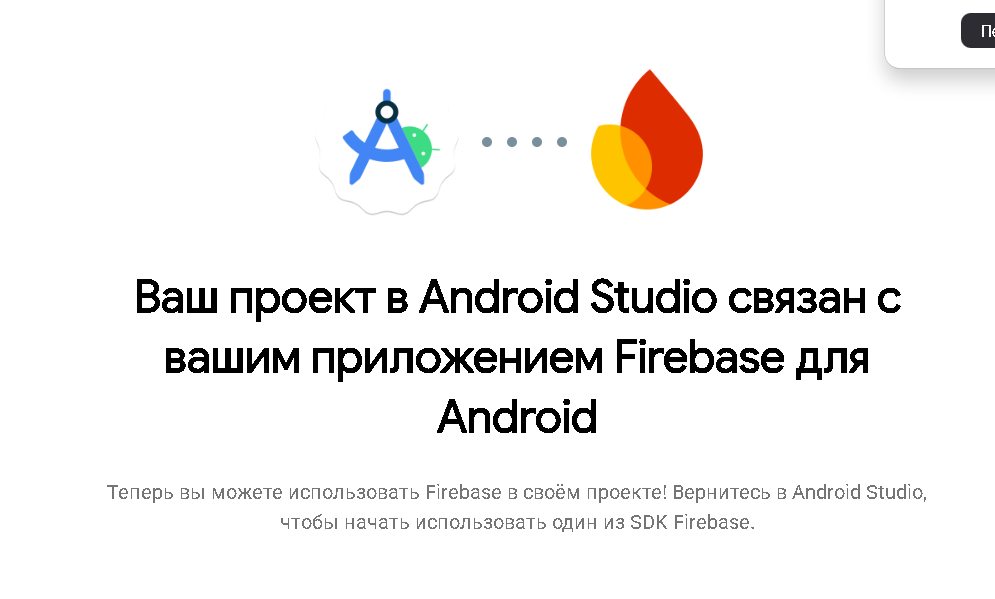 Ваш проект в Android Studio связан с
вашим приложением Firebase для
Android
Теперь вы можете использовать Firebase в своём проекте! Вернитесь в Android Studio,
чтобы начать использовать один из SDK Firebase.